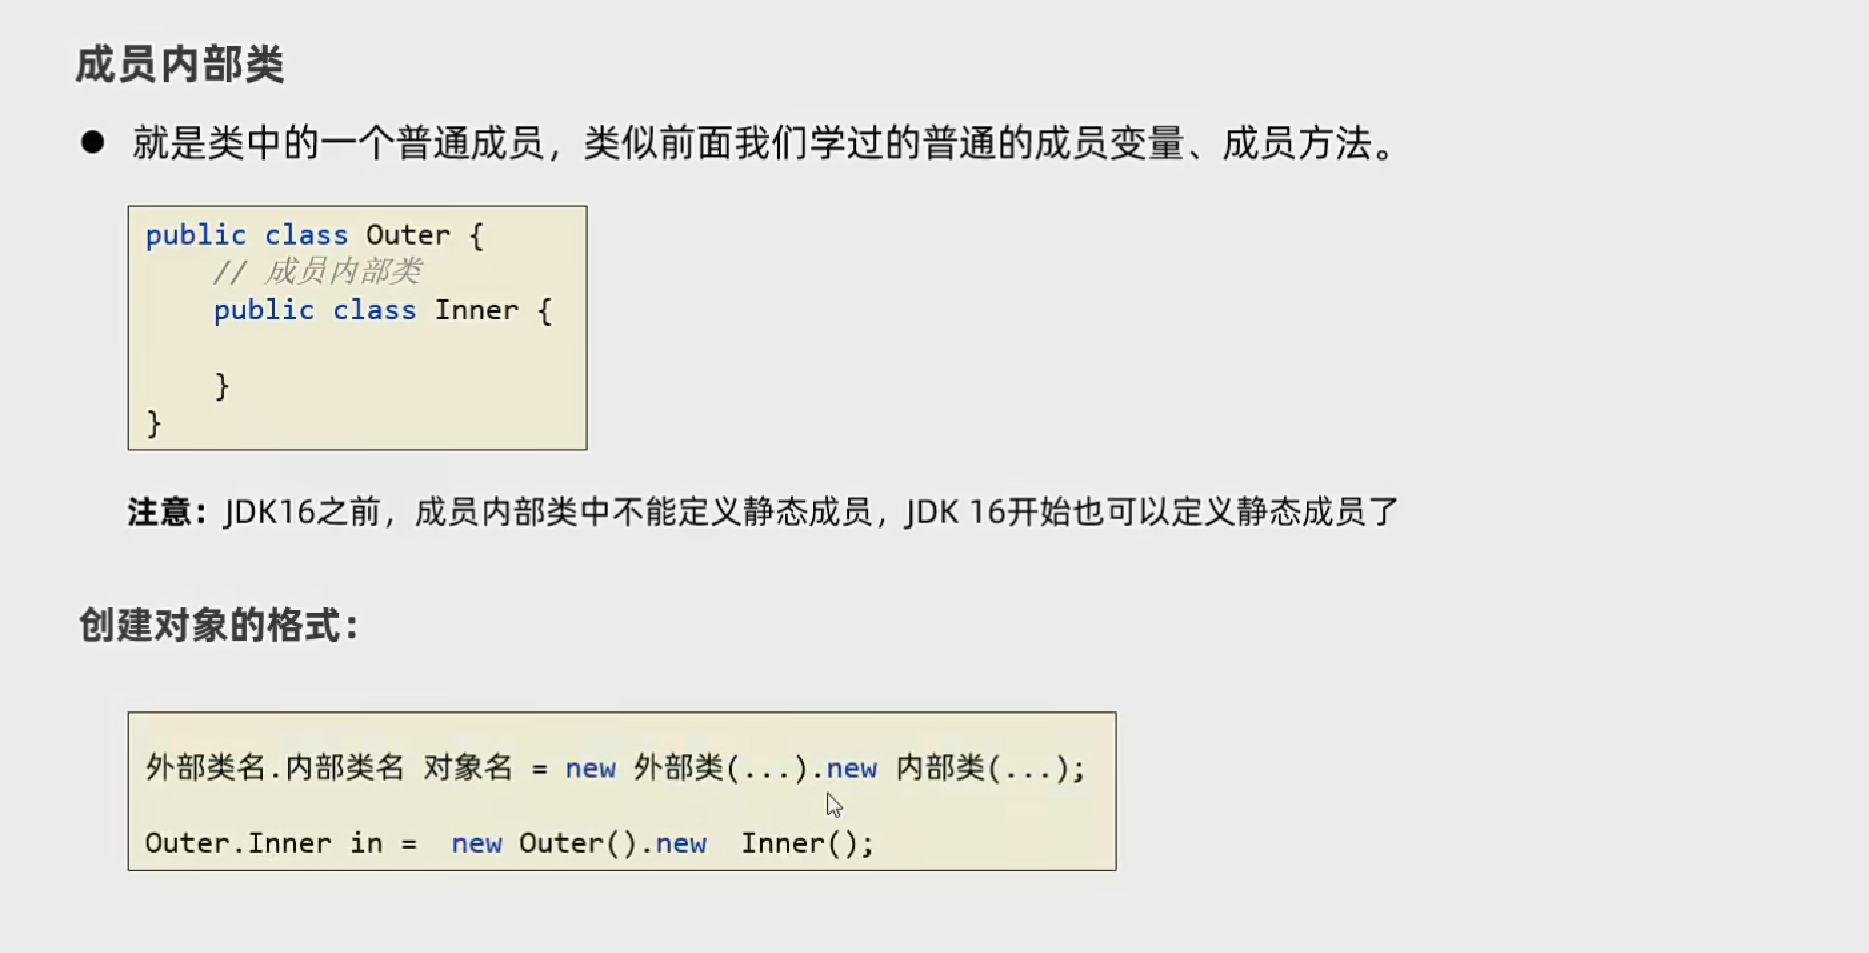 成员内部类
● 就是类中的一个普通成员，类似前面我们学过的普通的成员变量、成员方法。
public class Outer {
    // 成员内部类
    public class Inner {
    }
}
注意：JDK16之前，成员内部类中不能定义静态成员，JDK 16开始也可以定义静态成员了
创建对象的格式：
外部类名.内部类名 对象名 = new 外部类(...).new 内部类(...);
Outer.Inner in =  new Outer().new  Inner();